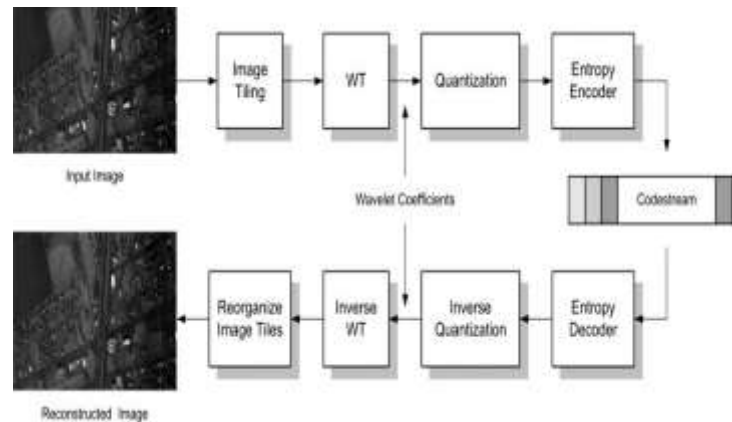 Image
Tiling
WT
Quantization
Entropy
Encoder
Input Image
Wavelet Coefficients
Codestream
Reorganize
Image Tiles
Inverse
WT
Inverse
Quantization
Entropy
Decoder
Reconstructed Image